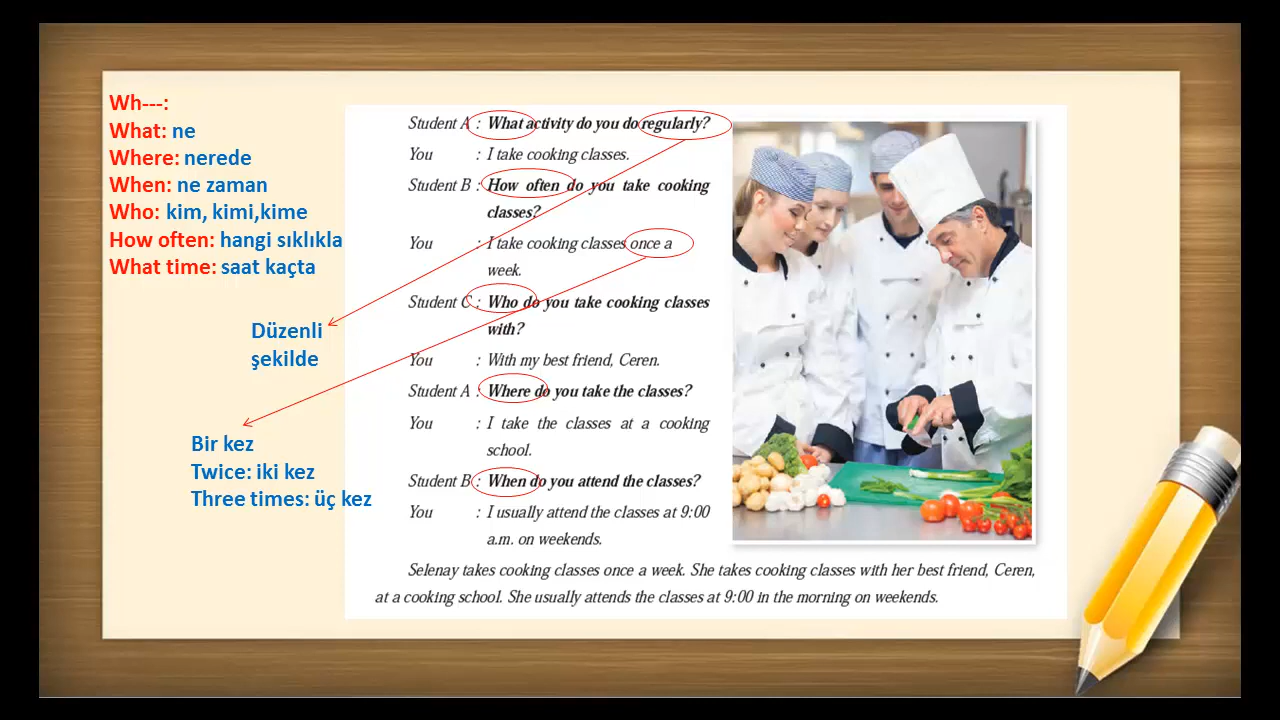 Wh---:
What: ne
Where: nerede
When: ne zaman
Who: kim, kimi,kime
How often: hangi sıklıkla
What time: saat kaçta
Düzenli
şekilde
Bir kez
Twice: iki kez
Three times: üç kez
Student A : What activity do you do regularly?
You : I take cooking classes.
Student B : How often do you take cooking
classes?
You : I take cooking classes once a
week.
Student C : Who do you take cooking classes
with?
You : With my best friend, Ceren.
Student A : Where do you take the classes?
You : I take the classes at a cooking
school.
Student B : When do you attend the classes?
You : I usually attend the classes at 9:00
a.m. on weekends.
Selenay takes cooking classes once a week. She takes cooking classes with her best friend, Ceren,
at a cooking school. She usually attends the classes at 9:00 in the morning on weekends.